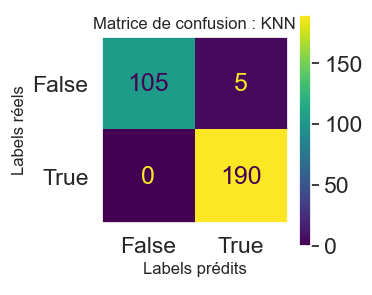 Matrice de confusion : KNN
Labels réels
False
105
5
True
0
190
False
True
Labels prédits
150
100
50
0